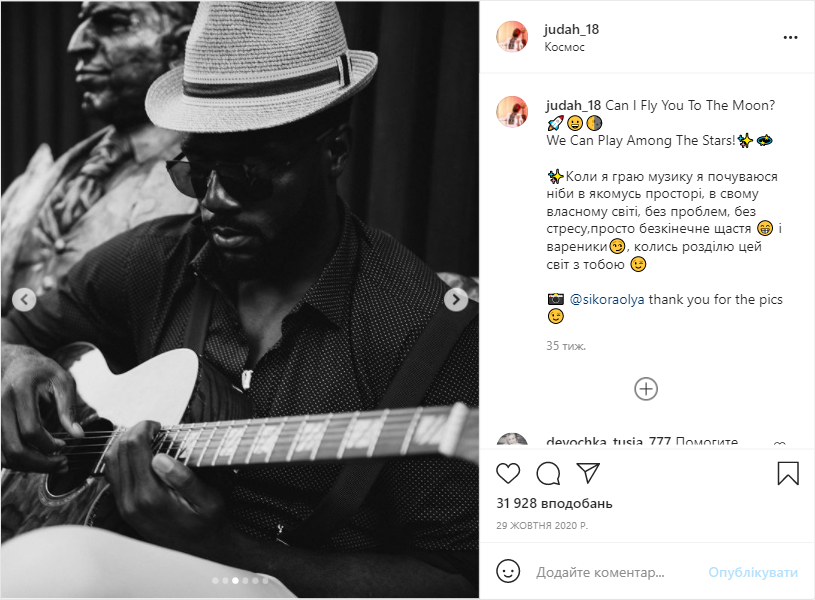 judah_18
Космос
judah_18 Can I Fly You To The Moon?
🚀😀🌗
We Can Play Among The Stars!✨💫
✨Коли я граю музику я почуваюся
ніби в якомусь просторі, в свому
власному світі, без проблем, без
стресу,просто безкінечне щастя 😁 і
вареники😏, колись розділю цей
світ з тобою 😉
📸 @sikoraolya thank you for the pics
😉
35 тиж.
devochka_tusia_777 Помогите
31 928 вподобань
29 ЖОВТНЯ 2020 Р.
Додайте коментар...
Опублікувати